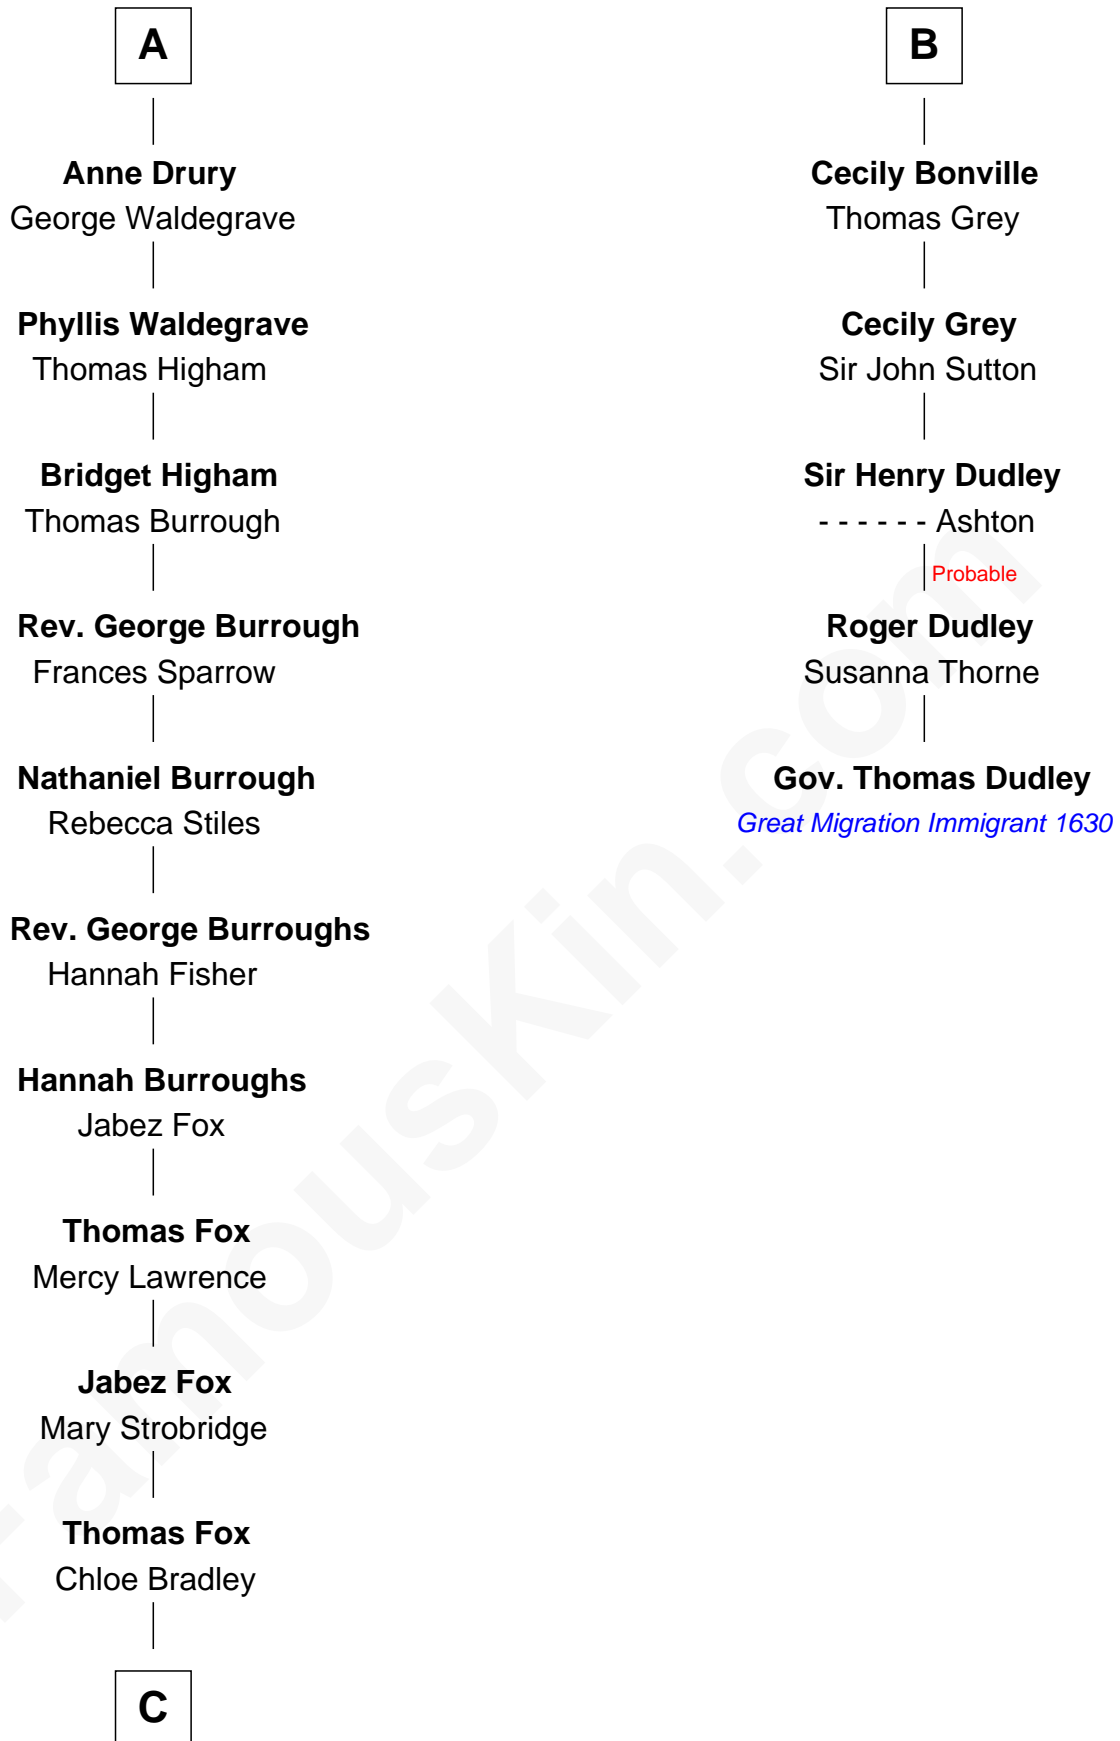 A
Anne Drury
George Waldegrave
Phyllis Waldegrave
Thomas Higham
Bridget Higham
Thomas Burrough
Rev. George Burrough
Frances Sparrow
Nathaniel Burrough
Rebecca Stiles
Rev. George Burroughs
Hannah Fisher
Hannah Burroughs
Jabez Fox
Thomas Fox
Mercy Lawrence
Jabez Fox
Mary Strobridge
Thomas Fox
Chloe Bradley
C
B
Cecily Bonville
Thomas Grey
Cecily Grey
Sir John Sutton
Sir Henry Dudley
- - - - - - Ashton
Probable
Roger Dudley
Susanna Thorne
Gov. Thomas Dudley
Great Migration Immigrant 1630
FamousKin.com